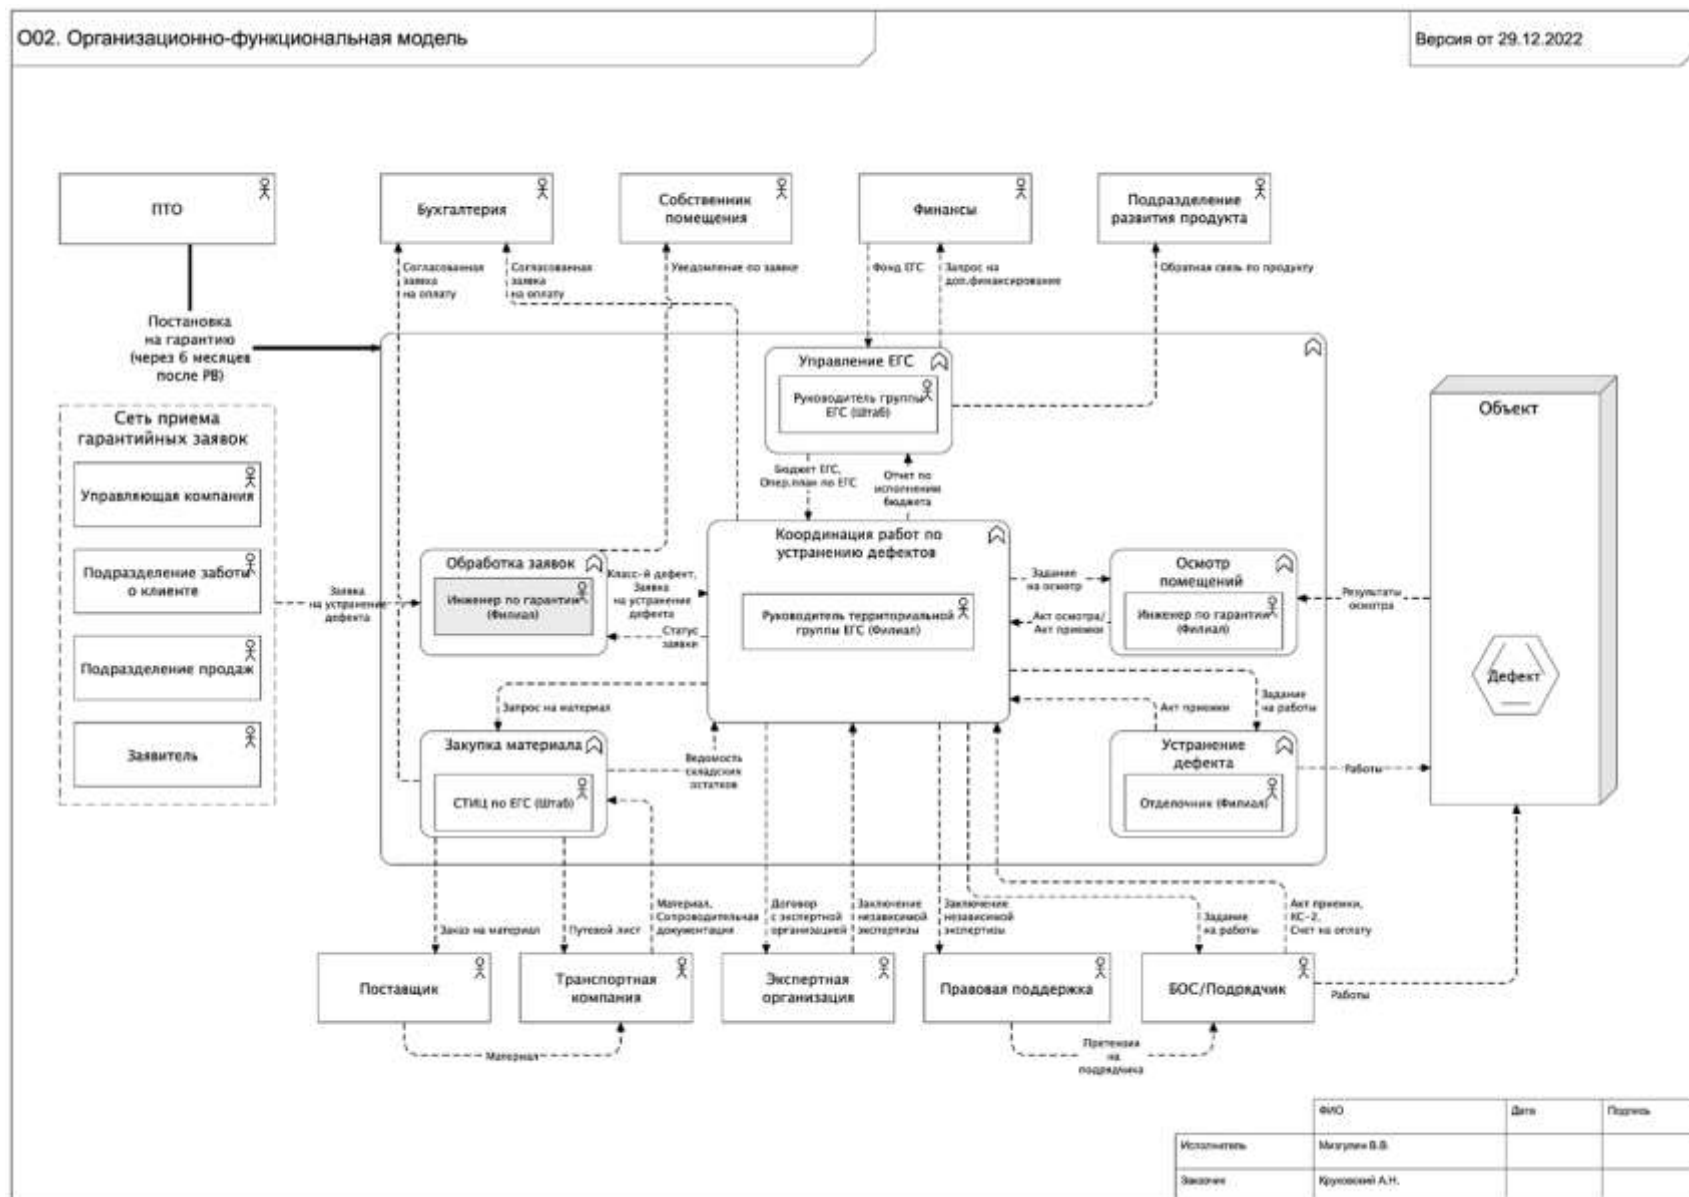 О02. Организационно-функциональная модель
Версия от 29.12.2022
ПТО
Бухгалтерия
Собственник
помещения
Финансы
Подразделение
развития продукта
Согласованная
заявка
на оплату
Согласованная
заявка
на оплату
Уведомление по заявке
Фонд ЕГС
Запрос на
доп.финансирование
Обратная связь по продукту
Постановка
на гарантию
(через 6 месяцев
после РВ)
Управление ЕГС
Руководитель группы
ЕГС (Штаб)
Объект
Сеть приема
гарантийных заявок
Управляющая компания
Подразделение заботы
о клиенте
Подразделение продаж
Заявитель
Бюджет ЕГС,
Опер.план по ЕГС
Отчет по
исполнению
бюджета
Координация работ по
устранению дефектов
Руководитель территориальной
группы ЕГС (Филиал)
Заявка
на устранение
дефекта
Обработка заявок
Инженер по гарантии
(Филиал)
Класс-й дефект,
Заявка
на устранение
дефекта
Статус
заявки
Задание
на осмотр
Акт осмотра/
Акт приемки
Осмотр
помещений
Инженер по гарантии
(Филиал)
Результаты
осмотра
Дефект
Запрос на материал
Акт приемки
Задание
на работы
Закупка материала
СТИЦ по ЕГС (Штаб)
Ведомость
складских
остатков
Устранение
дефекта
Отделочник (Филиал)
Работы
Заказ на материал
Путевой лист
Материал,
Сопроводительная
документация
Договор
с экспертной
организацией
Заключение
независимой
экспертизы
Заключение
независимой
экспертизы
Задание
на работы
Акт приемки,
КС-2,
Счет на оплату
Поставщик
Транспортная
компания
Экспертная
организация
Правовая поддержка
БОС/Подрядчик
Работы
Материал
Претензия
на
подрядчика
ФИО
Дата
Подпись
Исполнитель
Мизгулин В.В.
Заказчик
Круковский А.Н.